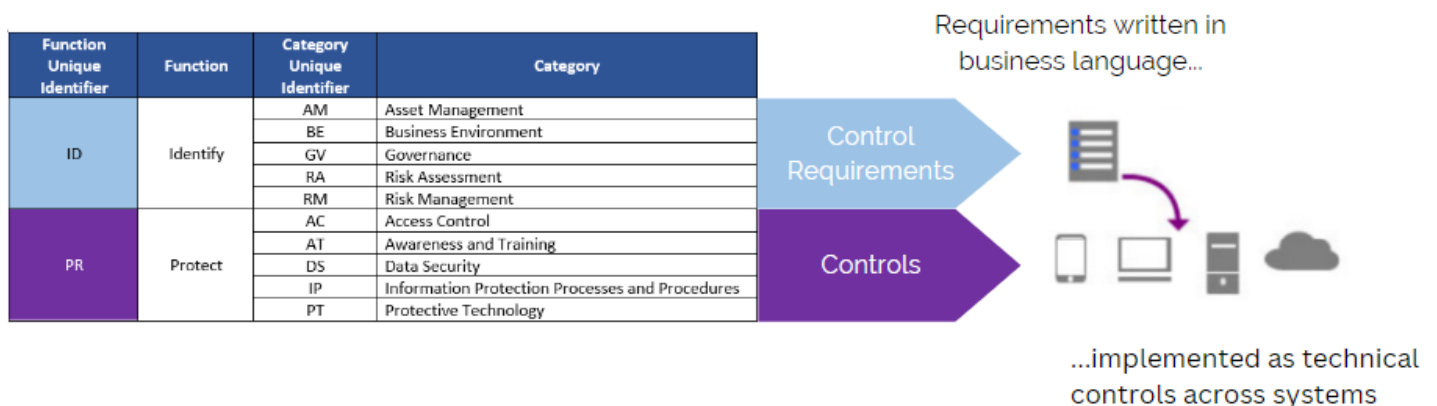 Requirements written in
business language...
Function
Unique
Identifier
Function
Category
Unique
Identifier
Category
ID
Identify
AM
Asset Management
BE
Business Environment
GV
Governance
RA
Risk Assessment
RM
Risk Management
PR
Protect
AC
Access Control
AT
Awareness and Training
DS
Data Security
IP
Information Protection Processes and Procedures
PT
Protective Technology
Control
Requirements
Controls
...implemented as technical
controls across systems